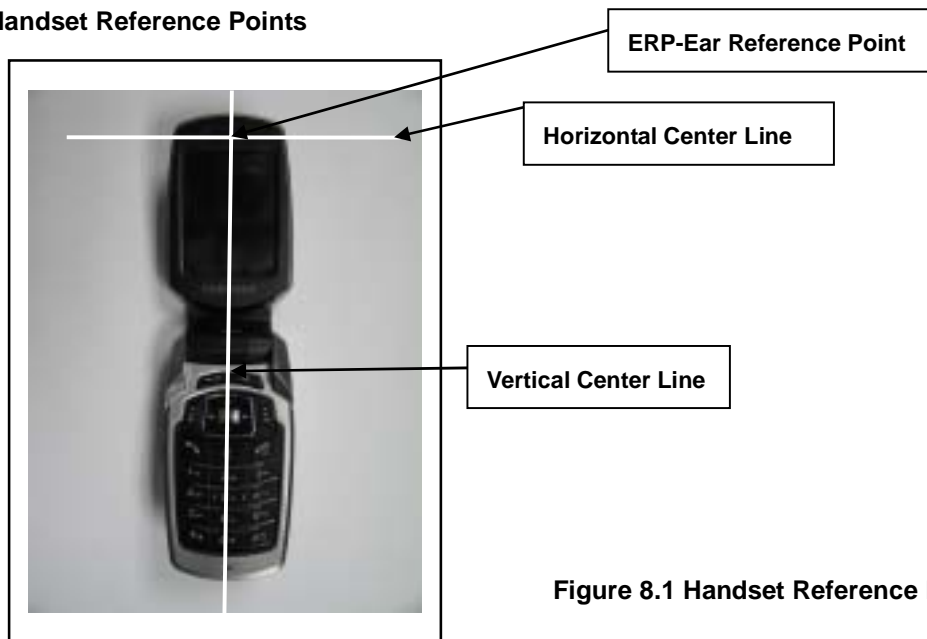 Handset Reference Points
ERP-Ear Reference Point
Horizontal Center Line
Vertical Center Line
Figure 8.1 Handset Reference